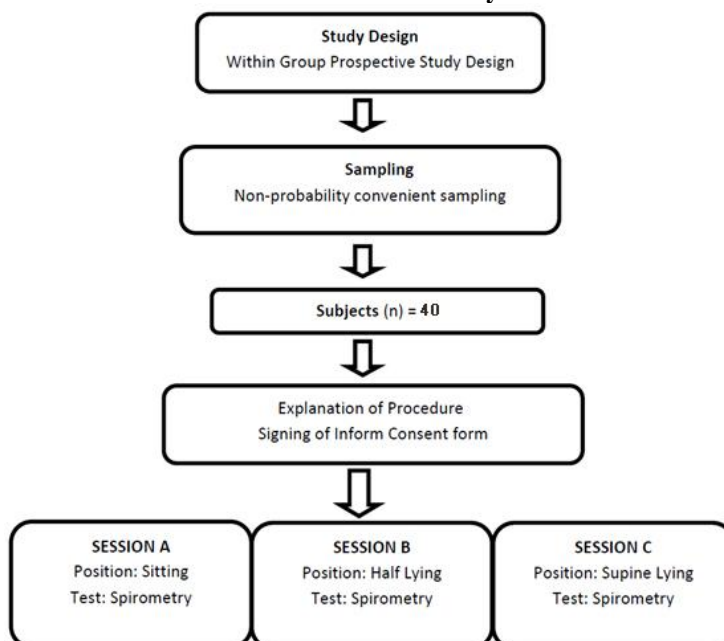 Study Design
Within Group Prospective Study Design
Sampling
Non-probability convenient sampling
Subjects (n) = 40
Explanation of Procedure
Signing of Inform Consent form
SESSION A
Position: Sitting
Test: Spirometry
SESSION B
Position: Half Lying
Test: Spirometry
SESSION C
Position: Supine Lying
Test: Spirometry